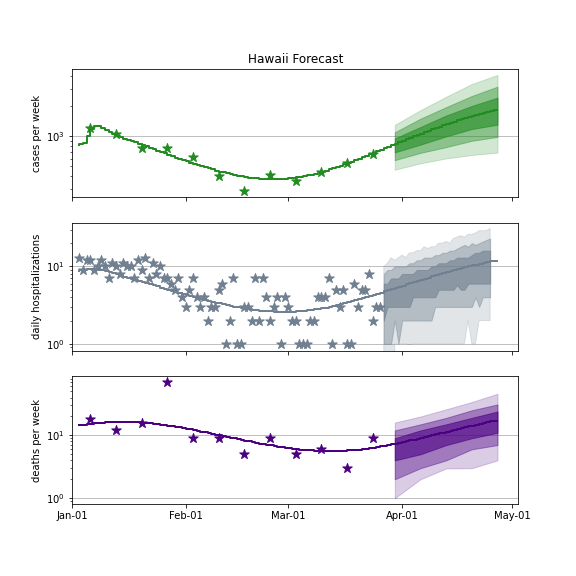 Hawaii Forecast
cases per week
10³
daily hospitalizations
10¹
10⁰
deaths per week
10¹
10⁰
Jan-01 Feb-01 Mar-01 Apr-01 May-01